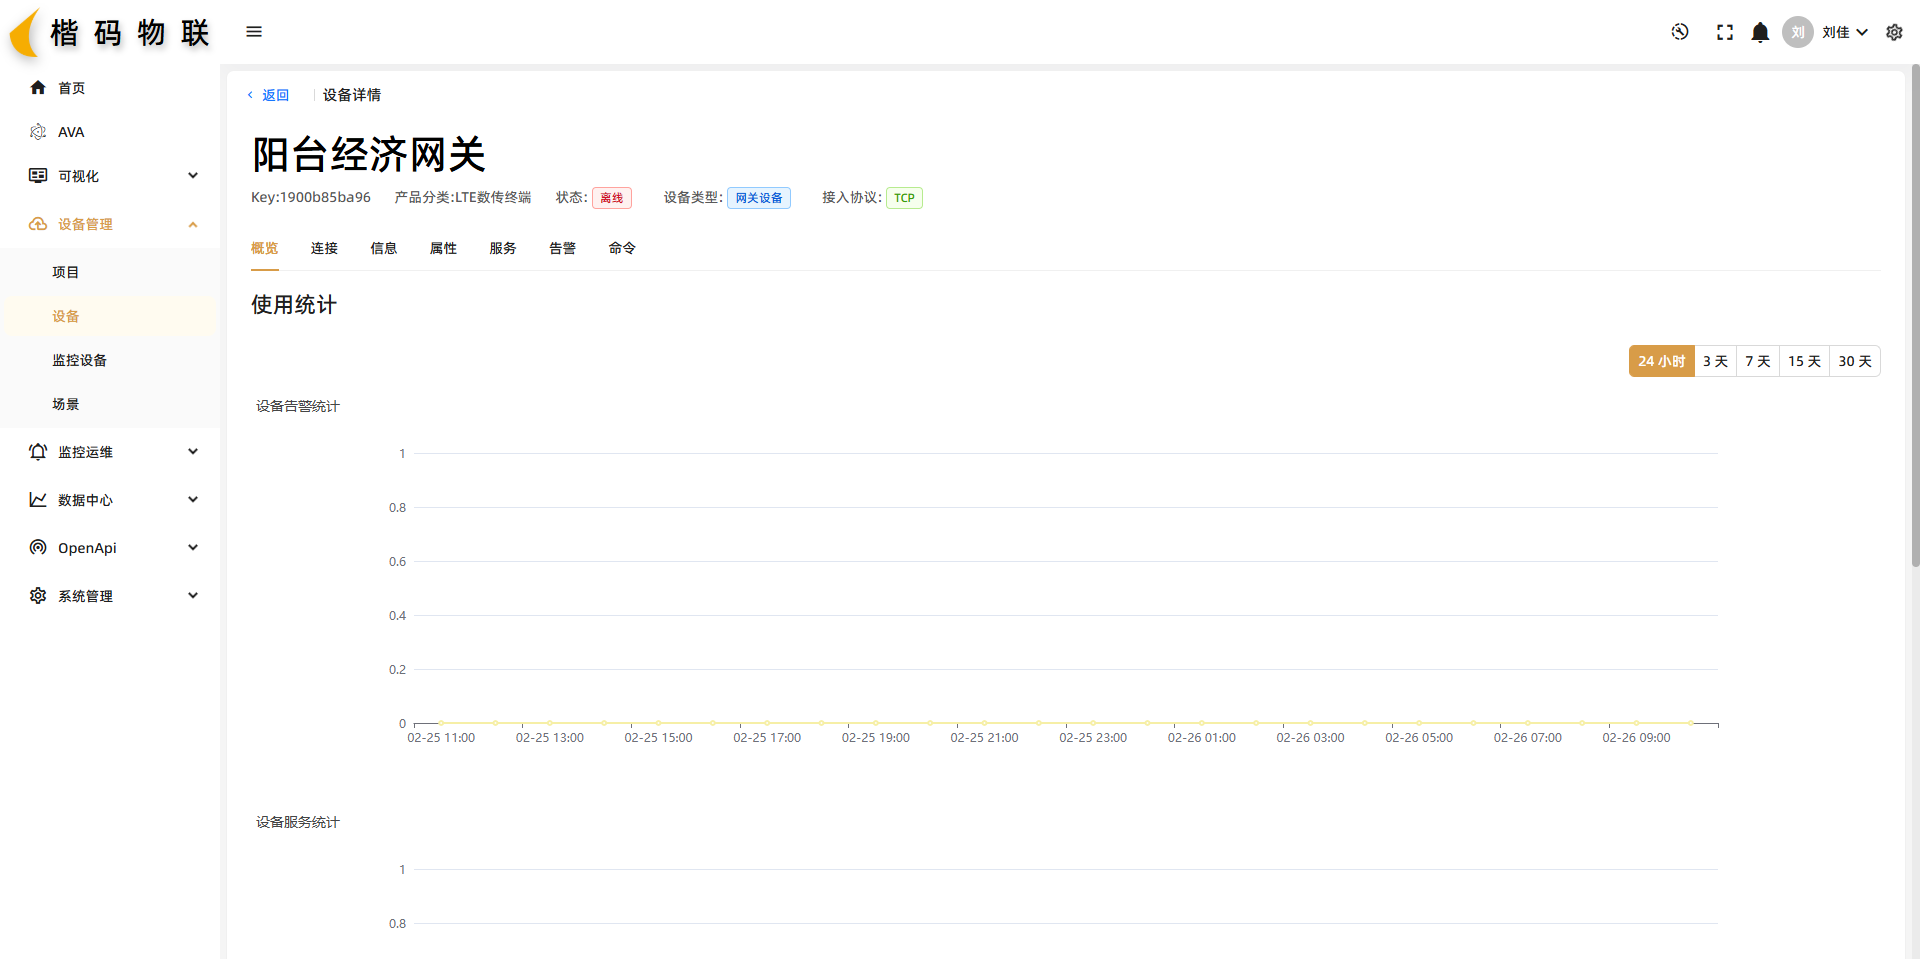 楷码物联
刘 刘佳
首页
AVA
可视化
设备管理
项目
设备
监控设备
场景
监控运维
数据中心
OpenApi
系统管理
返回 设备详情
阳台经济网关
Key:1900b85ba96 产品分类:LTE数传终端 状态: 离线 设备类型: 网关设备 接入协议: TCP
概览 连接 信息 属性 服务 告警 命令
使用统计
24 小时 3 天 7 天 15 天 30 天
设备告警统计
1
0.8
0.6
0.4
0.2
0
02-25 11:00 02-25 13:00 02-25 15:00 02-25 17:00 02-25 19:00 02-25 21:00 02-25 23:00 02-26 01:00 02-26 03:00 02-26 05:00 02-26 07:00 02-26 09:00
设备服务统计
1
0.8